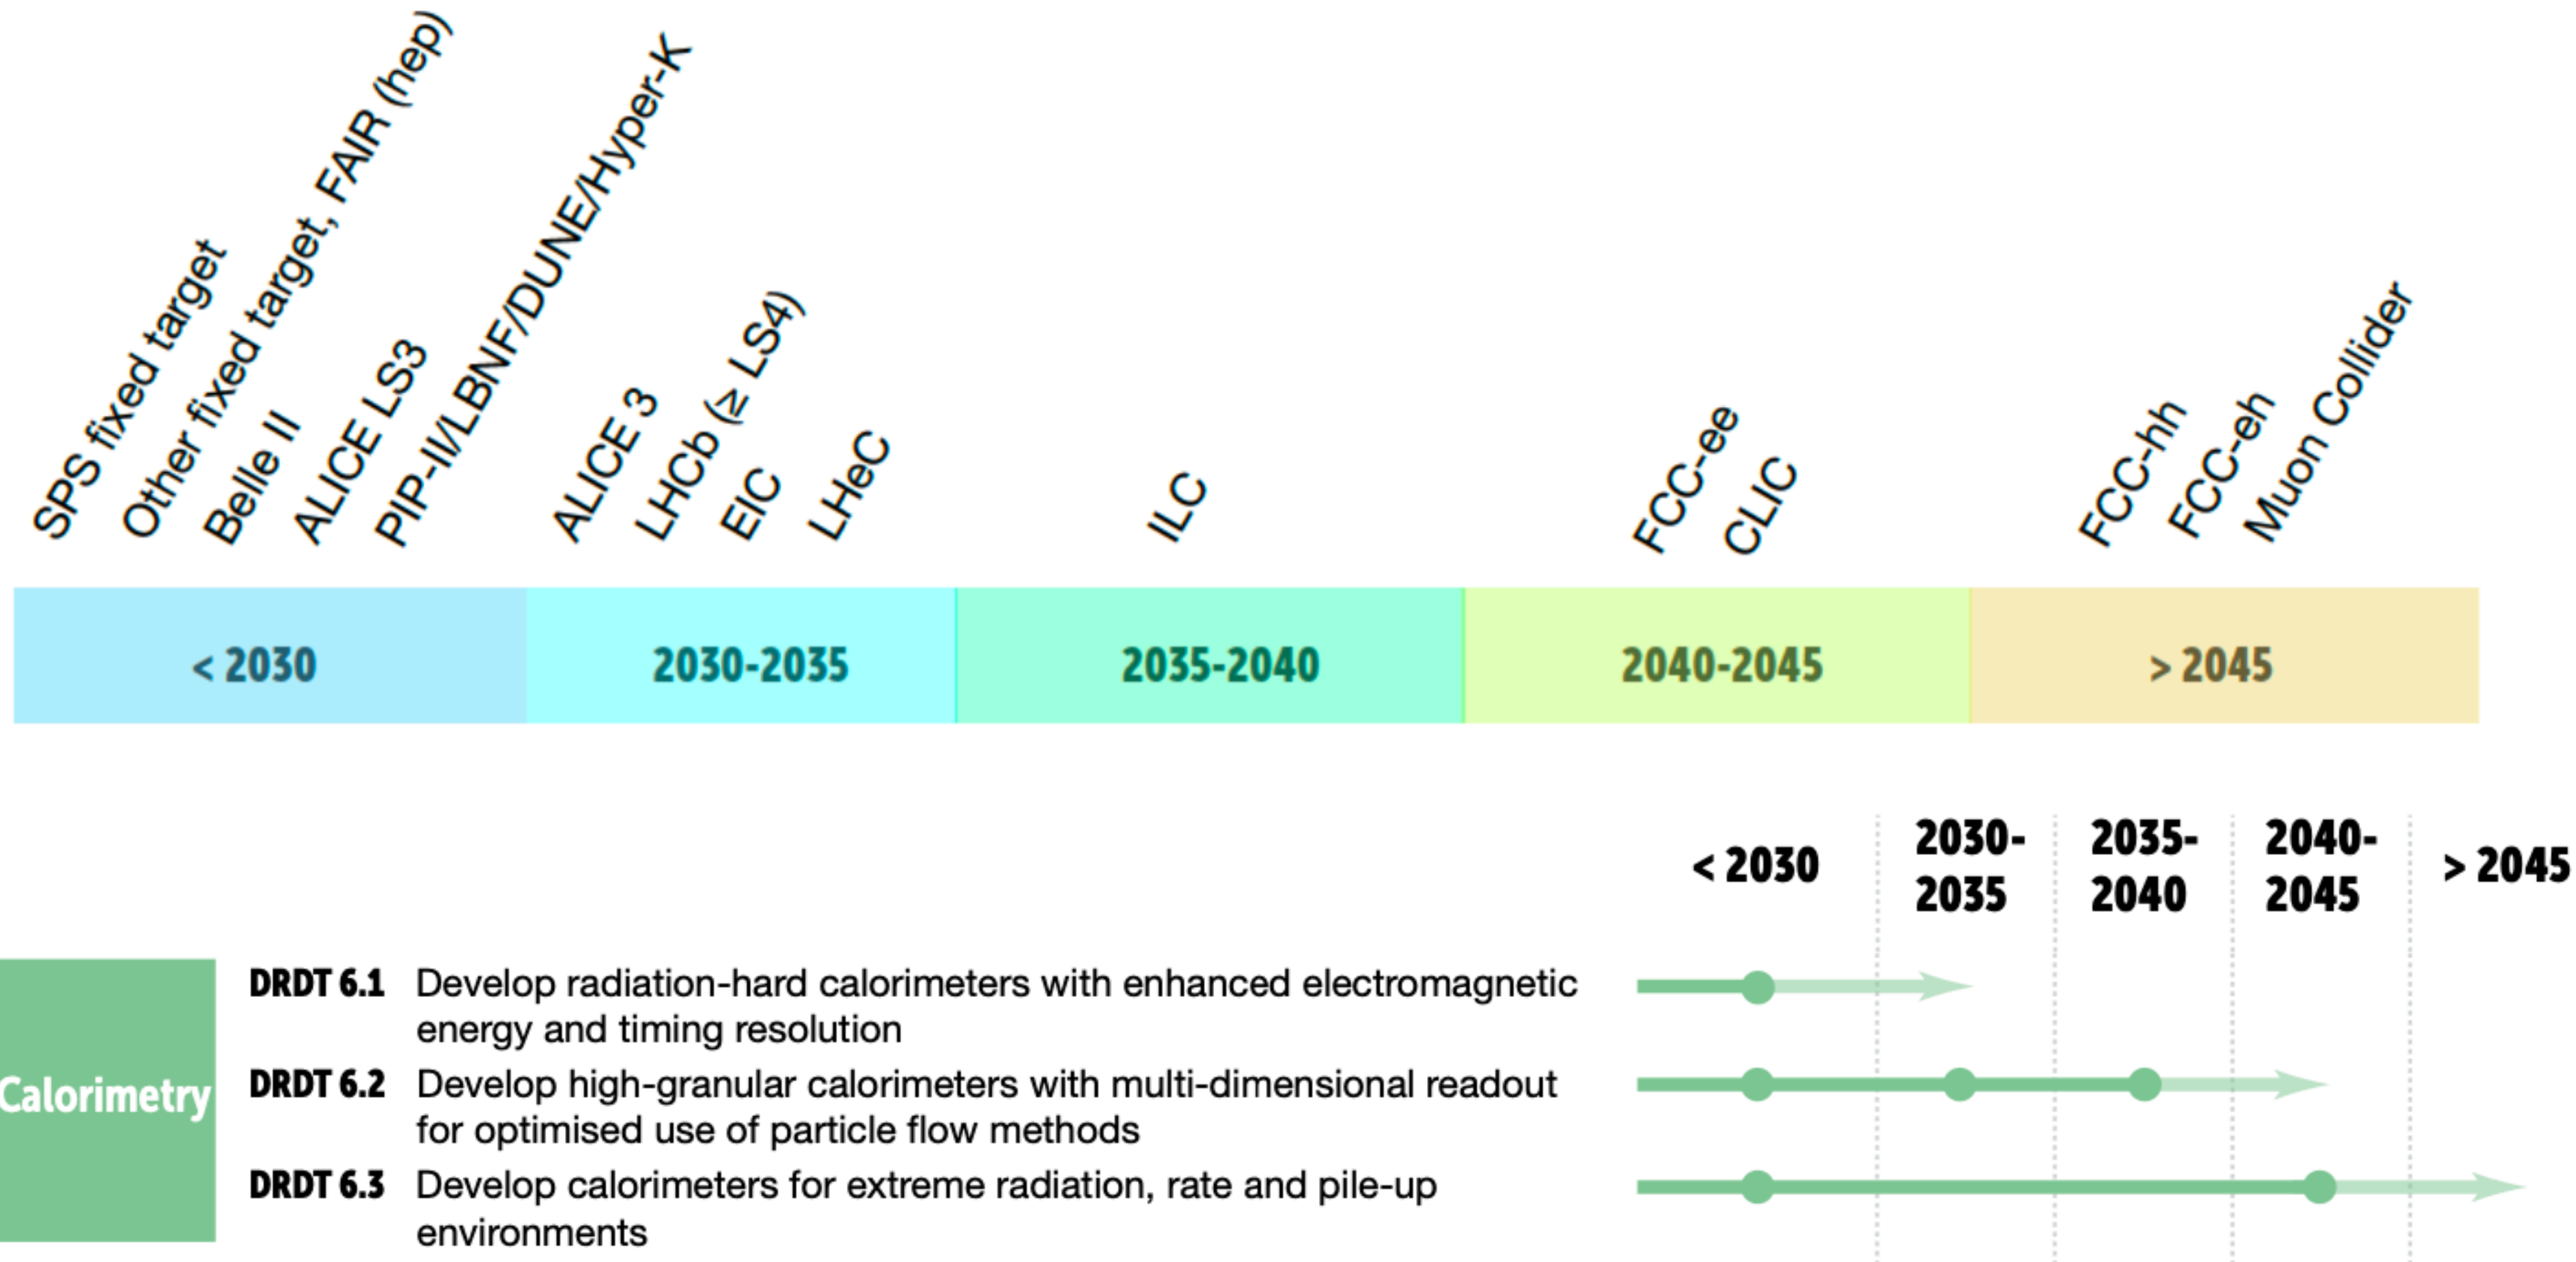 SPS fixed target
Other fixed target, FAIR (hep)
Belle II
ALICE LS3
PIP-II/LBNF/DUNE/Hyper-K
ALICE 3
LHCb (≥ LS4)
EIC
LHeC
ILC
FCC-ee
CLIC
FCC-hh
FCC-eh
Muon Collider
< 2030
2030-2035
2035-2040
2040-2045
> 2045
< 2030
2030-
2035
2035-
2040
2040-
2045
> 2045
Calorimetry
DRDT 6.1 Develop radiation-hard calorimeters with enhanced electromagnetic
energy and timing resolution
DRDT 6.2 Develop high-granular calorimeters with multi-dimensional readout
for optimised use of particle flow methods
DRDT 6.3 Develop calorimeters for extreme radiation, rate and pile-up
environments